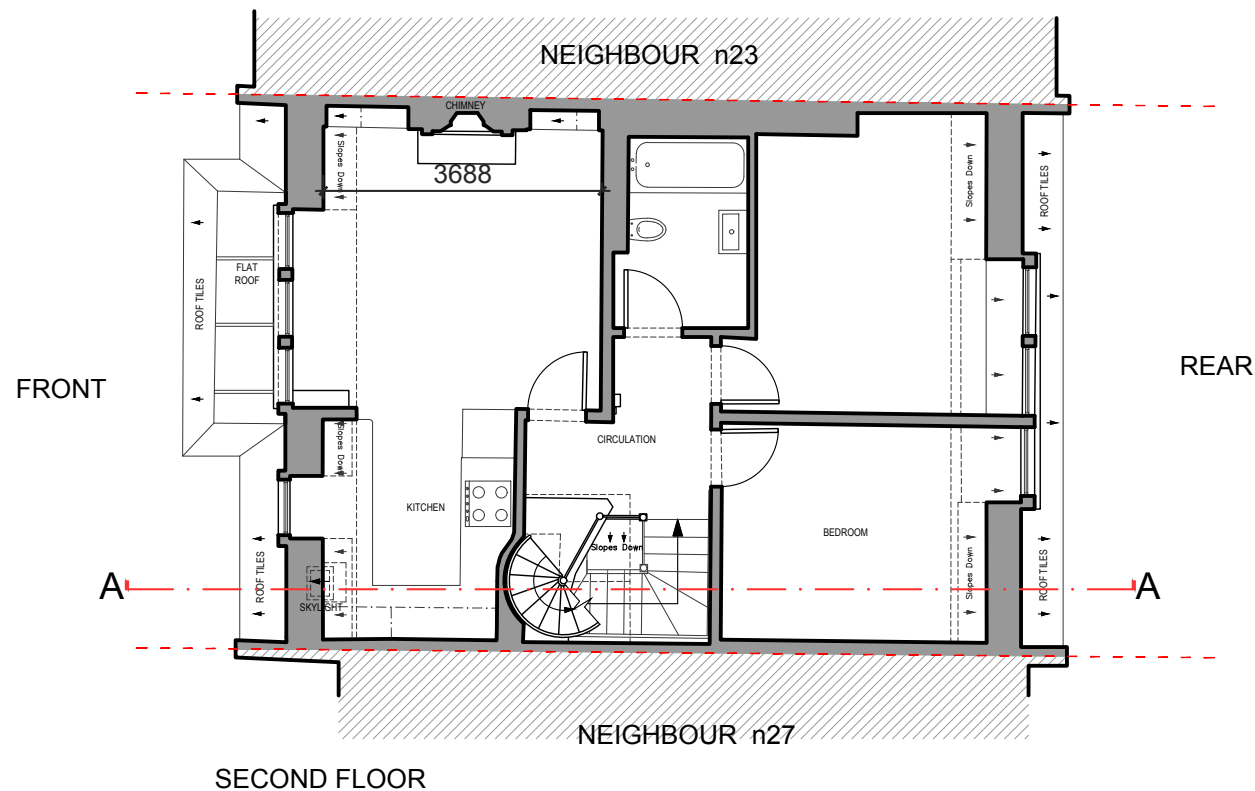 NEIGHBOUR n23
CHIMNEY
Slopes Down
3688
Slopes Down
ROOF TILES
FLAT
ROOF
ROOF TILES
FRONT
REAR
CIRCULATION
Slopes Down
KITCHEN
BEDROOM
Slopes Down
Slopes Down
ROOF TILES
ROOF TILES
A
A
SKYLIGHT
NEIGHBOUR n27
SECOND FLOOR